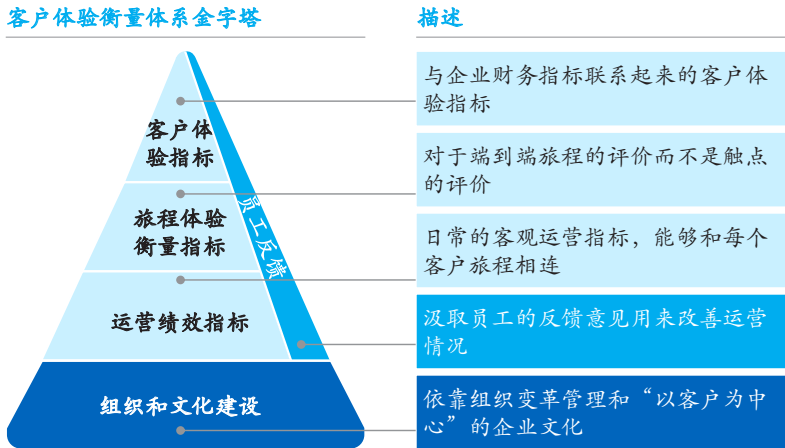 客户体验衡量体系金字塔
描述
客户体
验指标
与企业财务指标联系起来的客户体
验指标
旅程体验
衡量指标
对于端到端旅程的评价而不是触点
的评价
运营绩效指标
日常的客观运营指标，能够和每个
客户旅程相连
员工反馈
汲取员工的反馈意见用来改善运营
情况
组织和文化建设
依靠组织变革管理和“以客户为中
心”的企业文化